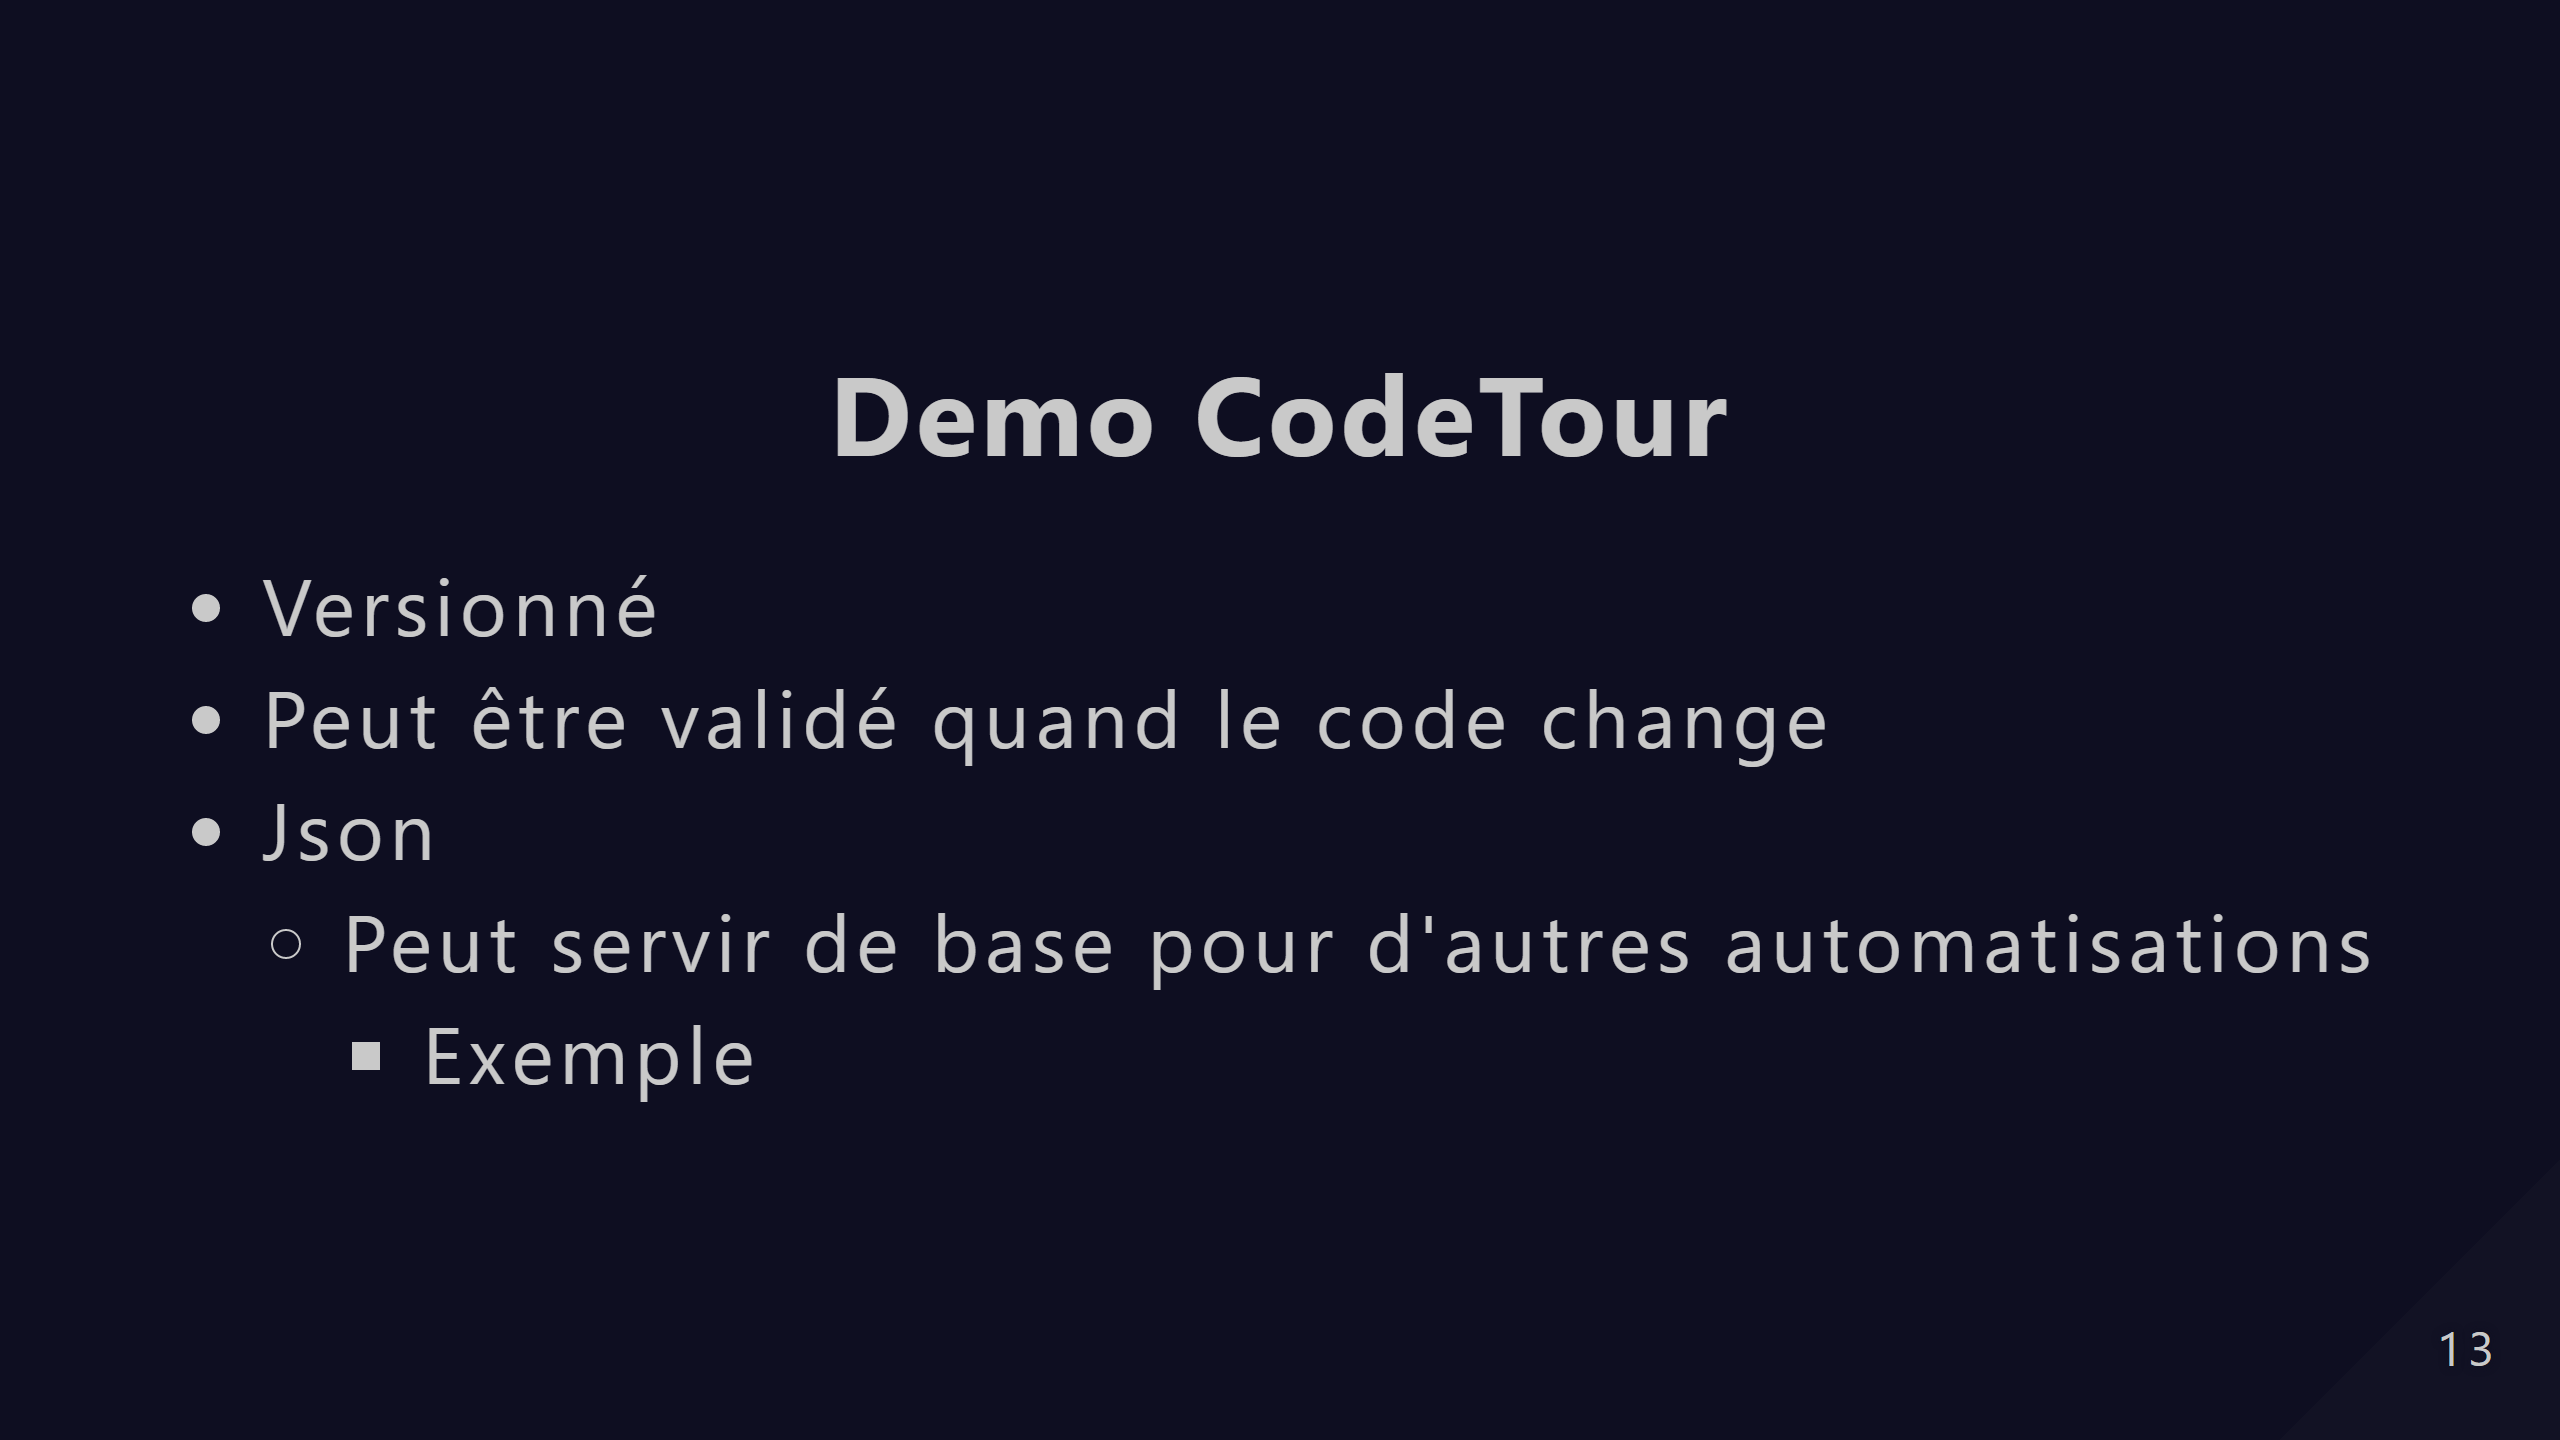 Demo CodeTour
Versionné
Peut être validé quand le code change
Json
Peut servir de base pour d'autres automatisations
Exemple
13